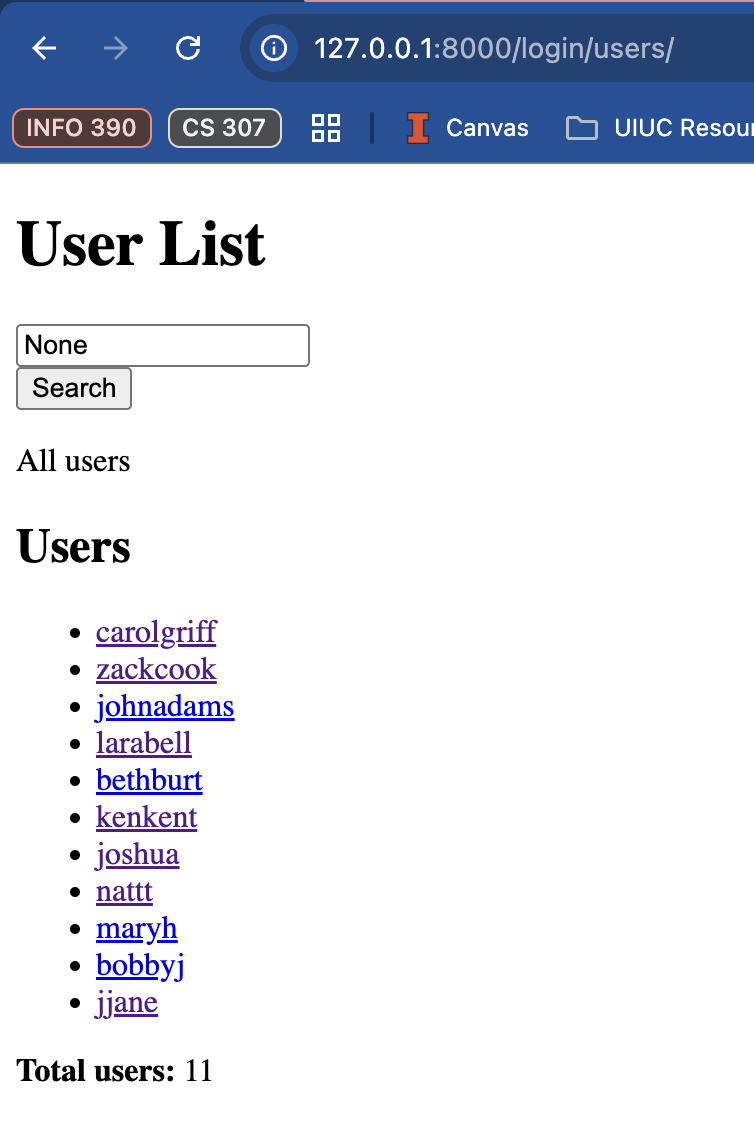 127.0.0.1:8000/login/users/
INFO 390 CS 307 Canvas UIUC Resour
User List
None
Search
All users
Users
carolgriff
zackcook
johnadams
larabell
bethburt
kenkent
joshua
nattt
maryh
bobbyj
jjane
Total users: 11